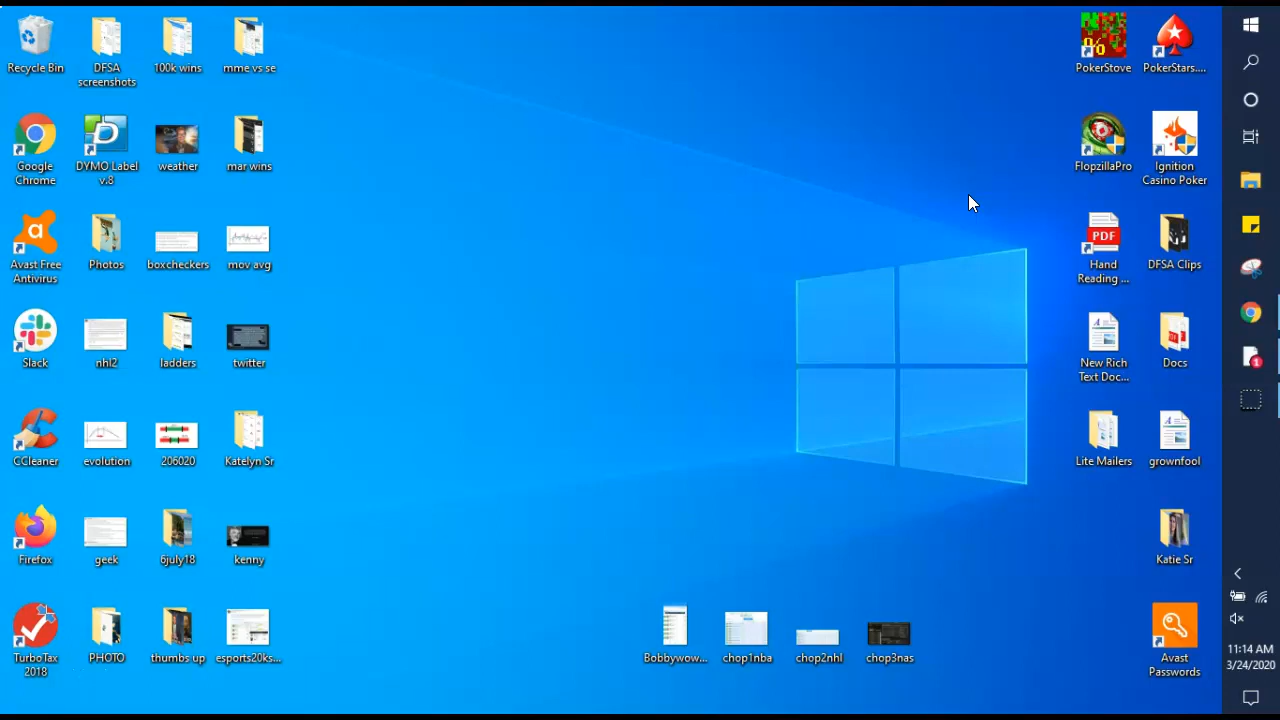 Recycle Bin
DFSA
screenshots
100k wins
mme vs se
Google
Chrome
DYMO Label
v.8
weather
mar wins
Avast Free
Antivirus
Photos
boxcheckers
mov avg
Slack
nhl2
ladders
twitter
CCleaner
evolution
206020
Katelyn Sr
Firefox
geek
6july18
kenny
TurboTax
2018
PHOTO
thumbs up
esports20ks...
Bobbywow...
chop1nba
chop2nhl
chop3nas
%
PokerStove
PokerStars....
FlopzillaPro
Ignition
Casino Poker
PDF
Hand
Reading ...
DFSA Clips
New Rich
Text Doc...
Docs
Lite Mailers
grownfool
Katie Sr
Avast
Passwords
1
11:14 AM
3/24/2020